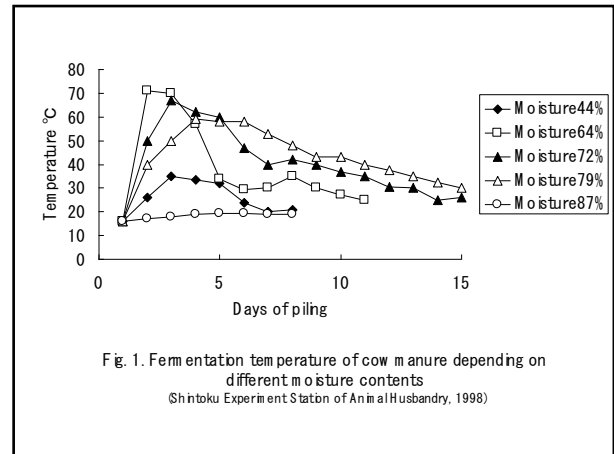 80
70
60
50
40
30
20
10
0
Temperature °C
0 5 10 15
Days of piling
Moisture44%
Moisture64%
Moisture72%
Moisture79%
Moisture87%
Fig. 1. Fermentation temperature of cow manure depending on
different moisture contents
(Shintoku Experiment Station of Animal Husbandry, 1998)